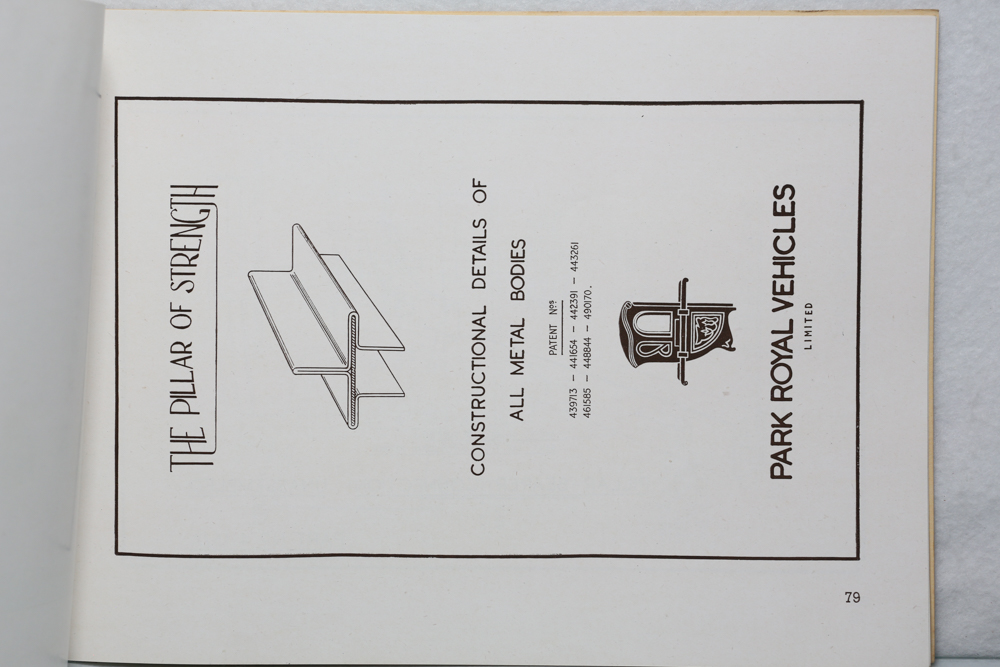 THE PILLAR OF STRENGTH
CONSTRUCTIONAL DETAILS OF
ALL METAL BODIES
PATENT Nos
439713 – 441654 – 442391 – 443261
461585 – 448844 – 490170.
PARK ROYAL VEHICLES
LIMITED
79